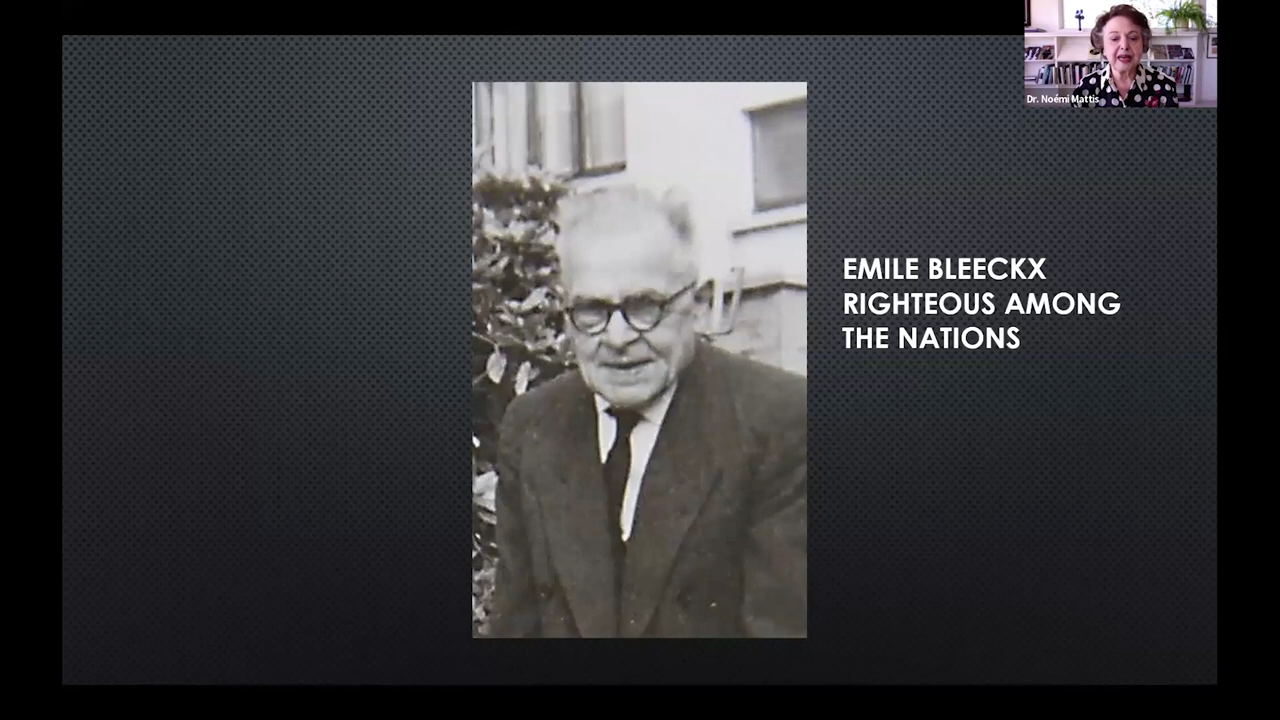 Dr. Noémi Mattis
EMILE BLEECKX
RIGHTEOUS AMONG
THE NATIONS